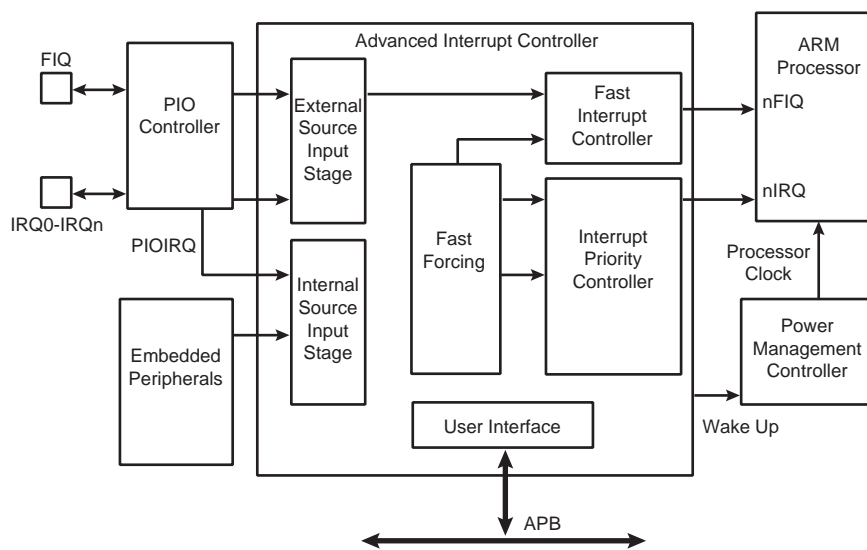 Advanced Interrupt Controller
FIQ
PIO
Controller
IRQ0-IRQn
PIOIRQ
Embedded
Peripherals
External
Source
Input
Stage
Internal
Source
Input
Stage
Fast
Forcing
Fast
Interrupt
Controller
Interrupt
Priority
Controller
User Interface
APB
ARM
Processor
nFIQ
nIRQ
Processor
Clock
Power
Management
Controller
Wake Up